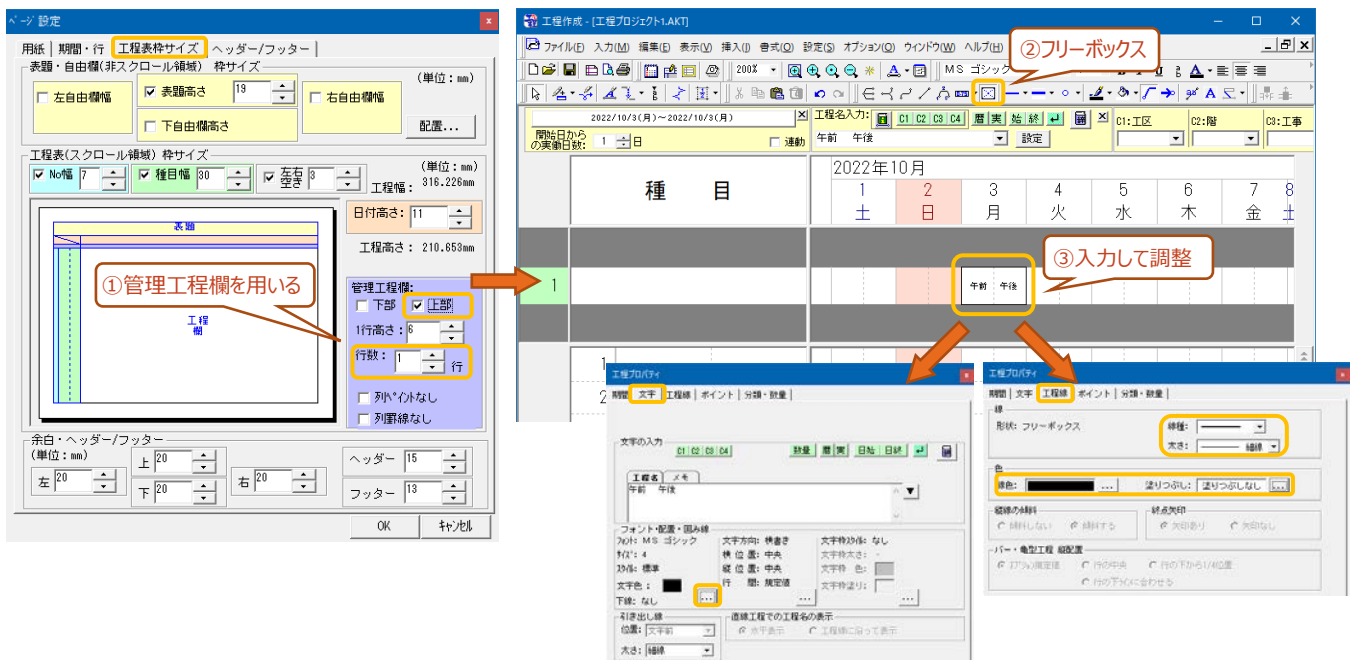 ページ設定
用紙 期間・行 工程表枠サイズ ヘッダー/フッター
表題・自由欄(非スクロール領域) 枠サイズ
(単位：mm)
左自由欄幅 表題高さ 19 右自由欄幅
下自由欄高さ 配置...
工程表(スクロール領域) 枠サイズ
(単位：mm)
No幅 7 種目幅 30 左右空き 3 工程幅： 316.226mm
日付高さ： 11
工程高さ： 210.653mm
表題
工程欄
①管理工程欄を用いる
管理工程欄：
下部 上部
1行高さ：6
行数： 1 行
列ペイントなし
列罫線なし
余白・ヘッダー/フッター
(単位：mm)
左 20 上 20 下 20 右 20
ヘッダー 15
フッター 13
OK キャンセル
工程作成 - [工程プロジェクト1.AKT]
ファイル(F) 入力(M) 編集(E) 表示(V) 挿入(I) 書式(O) 設定(S) オプション(O) ウィンドウ(W) ヘルプ(H)
②フリーボックス
200% MS ゴシック
2022/10/3(月)～2022/10/3(月)
工程名入力： C1 C2 C3 C4 暦 実 始 終
C1:工区 C2:階 C3:工事
開始日からの実働日数： 1 日 連動
午前 午後 設定
種 目
2022年10月
1 2 3 4 5 6 7 8
土 日 月 火 水 木 金 土
③入力して調整
1
午前 午後
1
2
工程プロパティ
期間 文字 工程線 ポイント 分類・数量
文字の入力
C1 C2 C3 C4 数量 暦 実 日始 日終
工程名 メモ
午前 午後
フォント・配置・囲み線
フォント： MS ゴシック 文字方向： 横書き 文字枠スタイル： なし
サイズ： 4 横 位 置： 中央 文字枠太さ： -
スタイル： 標準 縦 位 置： 中央 文字枠 色：
文字色： 行 間： 規定値 文字枠塗り：
下線： なし ... ... ...
引き出し線
位置： 文字前
太さ： 細線
直線工程での工程名の表示
水平表示 工程線に沿って表示
工程プロパティ
期間 文字 工程線 ポイント 分類・数量
線
形状： フリーボックス 線種：
太さ： 細線
色
線色： ... 塗りつぶし： 塗りつぶしなし ...
縦線の傾斜
傾斜しない 傾斜する
終点矢印
矢印あり 矢印なし
バー・亀型工程 縦配置
オプション規定値 行の中央 行の下から1/4位置
行の下ラインに合わせる